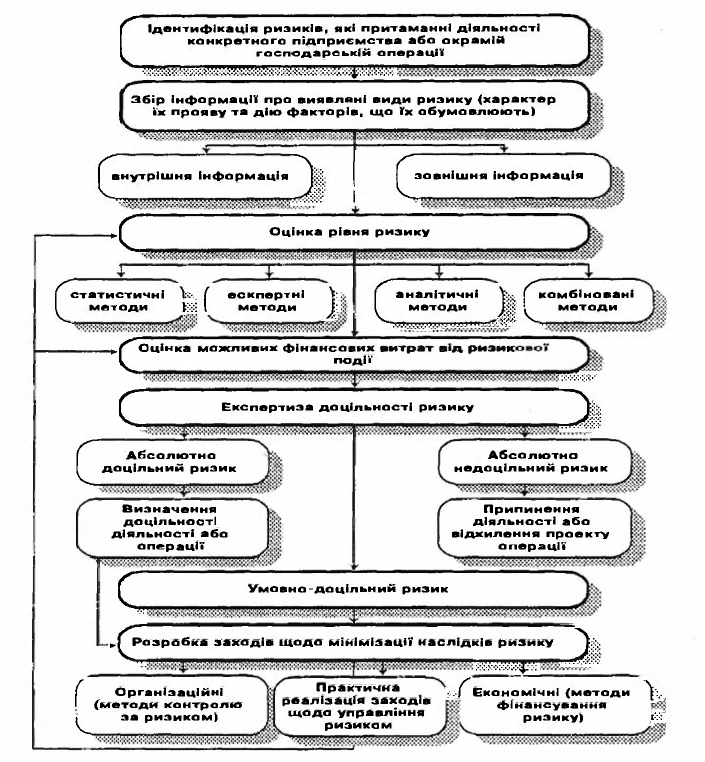 Ідентифікація ризиків, які притаманні діяльності
конкретного підприємства або окрамій
господарській операції
Збір інформації про виявлені види ризику (характер
їх прояву та дію факторів, що їх обумовлюють)
внутрішня інформація
зовнішня інформація
Оцінка рівня ризику
статистичні
методи
ескпертні
методи
аналітичні
методи
комбіновані
методи
Оцінка можливих фінансових витрат від ризикової
події
Експертиза доцільності ризику
Абсолютно
доцільний ризик
Абсолютно
недоцільний ризик
Визначення
доцільності
діяльності або
операції
Припинення
діяльності або
відхилення проекту
операції
Умовно-доцільний ризик
Розробка заходів щодо мінімізації наслідків ризику
Організаційні
(методи контролю
за ризиком)
Практична
реалізація заходів
щодо управління
ризиком
Економічні (методи
фінансування
ризику)